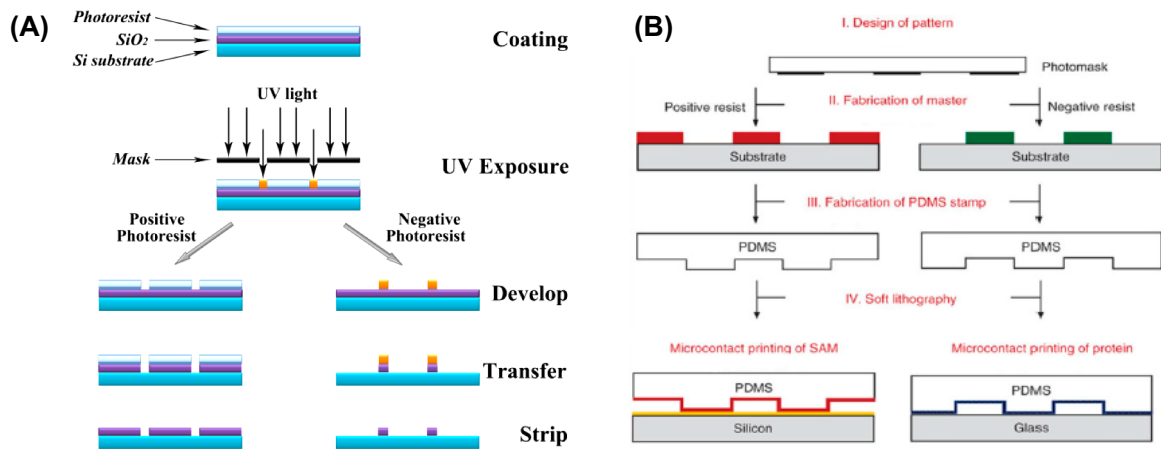 (A)
Photoresist
SiO₂
Si substrate
Coating
UV light
Mask
UV Exposure
Positive
Photoresist
Negative
Photoresist
Develop
Transfer
Strip
(B)
I. Design of pattern
Photomask
Positive resist
II. Fabrication of master
Negative resist
Substrate
Substrate
III. Fabrication of PDMS stamp
PDMS
PDMS
IV. Soft lithography
Microcontact printing of SAM
Microcontact printing of protein
PDMS
PDMS
Silicon
Glass